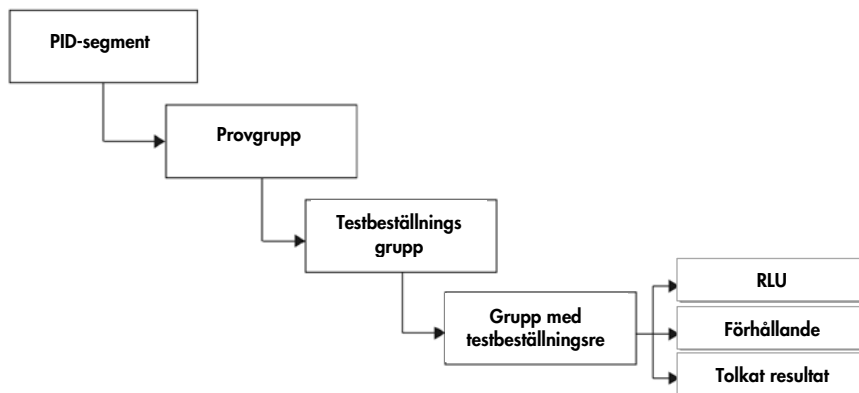 PID-segment
Provgrupp
Testbeställnings
grupp
Grupp med
testbeställningsre
RLU
Förhållande
Tolkat resultat